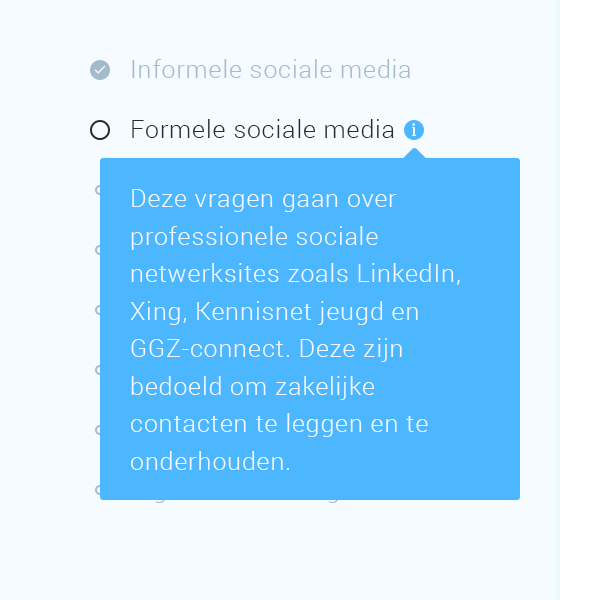 Informele sociale media
Formele sociale media
Deze vragen gaan over
professionele sociale
netwerksites zoals LinkedIn,
Xing, Kennisnet jeugd en
GGZ-connect. Deze zijn
bedoeld om zakelijke
contacten te leggen en te
onderhouden.